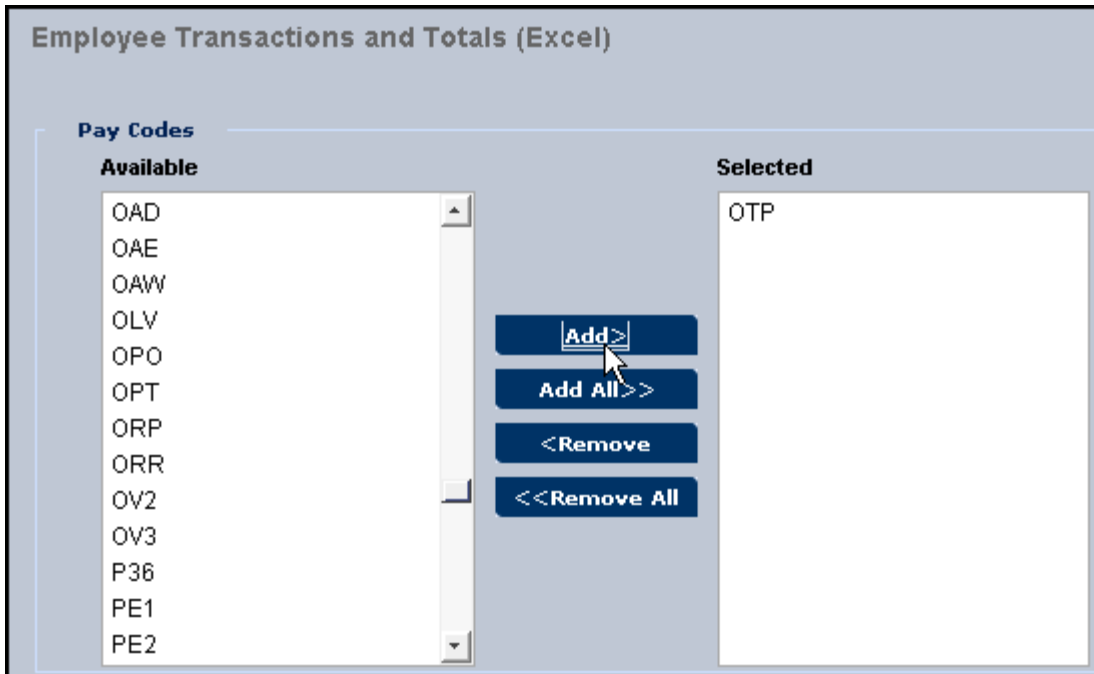 Employee Transactions and Totals (Excel)
Pay Codes
Available
OAD
OAE
OAW
OLV
OPO
OPT
ORP
ORR
OV2
OV3
P36
PE1
PE2
Add>
Add All>>
<Remove
<<Remove All
Selected
OTP